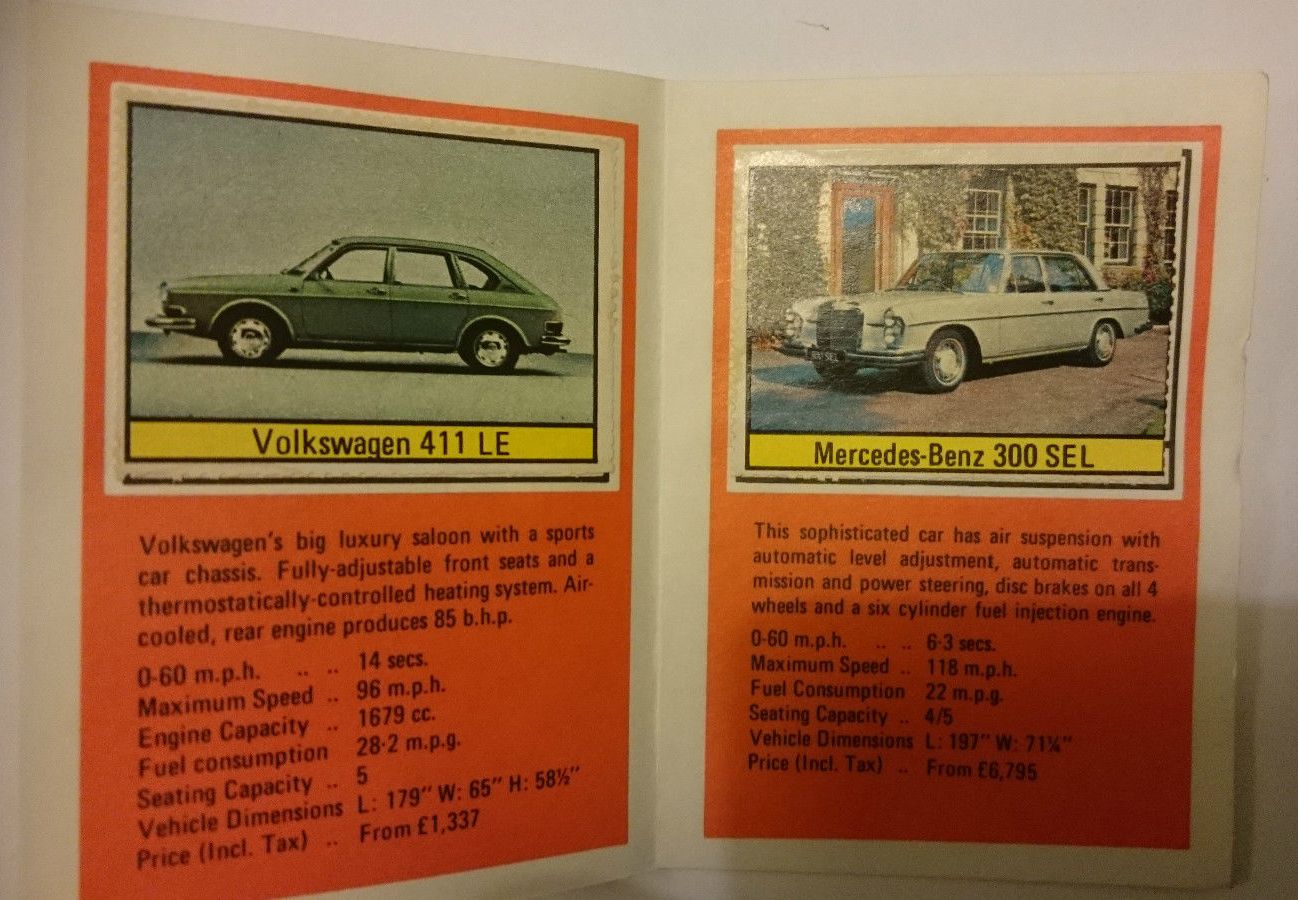 Volkswagen 411 LE
Volkswagen's big luxury saloon with a sports
car chassis. Fully-adjustable front seats and a
thermostatically-controlled heating system. Air-
cooled, rear engine produces 85 b.h.p.
0-60 m.p.h. .. .. 14 secs.
Maximum Speed .. 96 m.p.h.
Engine Capacity .. 1679 cc.
Fuel consumption 28·2 m.p.g.
Seating Capacity .. 5
Vehicle Dimensions L: 179" W: 65" H: 58½"
Price (Incl. Tax) .. From £1,337
Mercedes-Benz 300 SEL
This sophisticated car has air suspension with
automatic level adjustment, automatic trans-
mission and power steering, disc brakes on all 4
wheels and a six cylinder fuel injection engine.
0-60 m.p.h. .. .. 6·3 secs.
Maximum Speed .. 118 m.p.h.
Fuel Consumption 22 m.p.g.
Seating Capacity .. 4/5
Vehicle Dimensions L: 197" W: 71¼"
Price (Incl. Tax) .. From £6,795